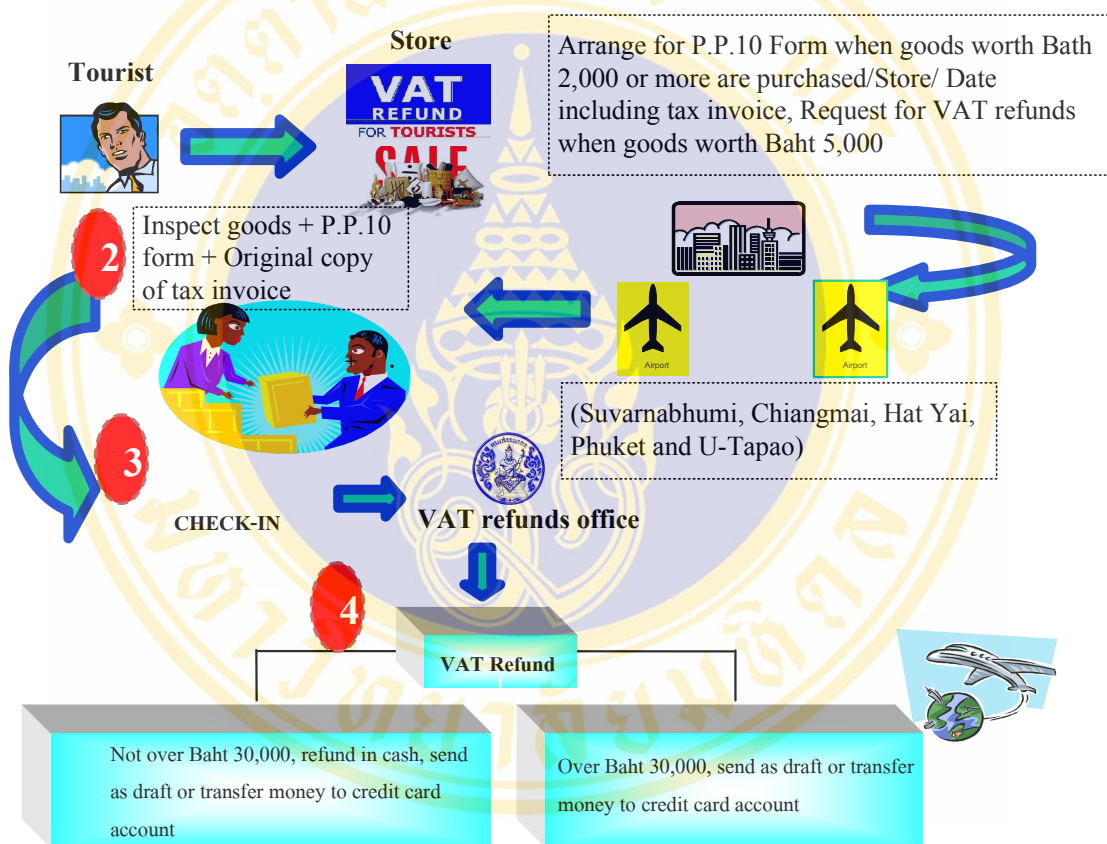 Tourist
Store
VAT
REFUND
FOR TOURISTS
SALE
Arrange for P.P.10 Form when goods worth Bath
2,000 or more are purchased/Store/ Date
including tax invoice, Request for VAT refunds
when goods worth Baht 5,000
2
Inspect goods + P.P.10
form + Original copy
of tax invoice
Airport
Airport
(Suvarnabhumi, Chiangmai, Hat Yai,
Phuket and U-Tapao)
3
CHECK-IN
VAT refunds office
4
VAT Refund
Not over Baht 30,000, refund in cash, send
as draft or transfer money to credit card
account
Over Baht 30,000, send as draft or transfer
money to credit card account